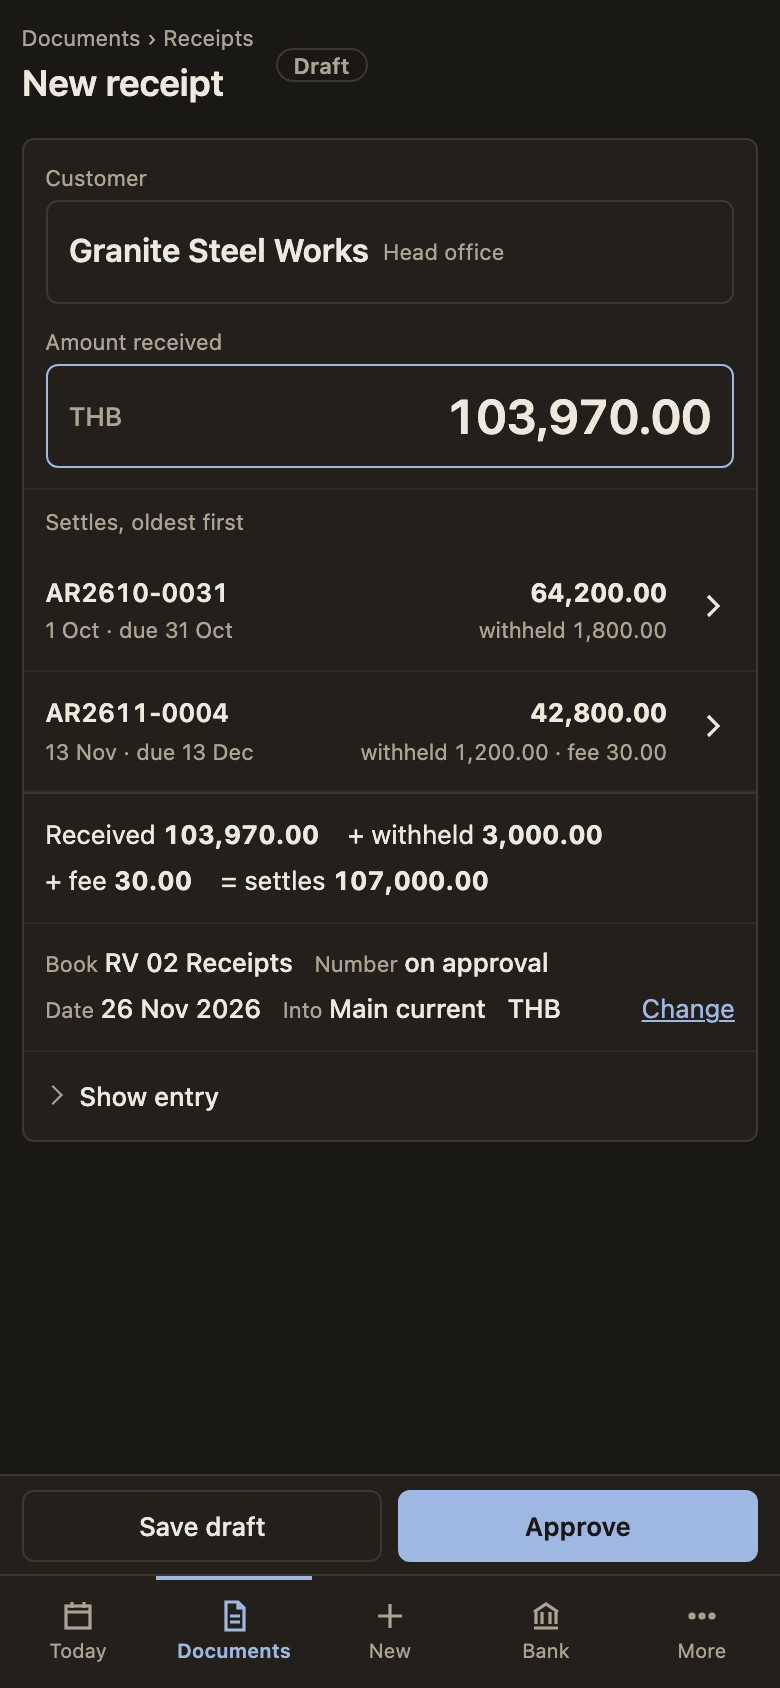 Documents › Receipts
New receipt
Draft
Customer
Granite Steel Works Head office
Amount received
THB 103,970.00
Settles, oldest first
AR2610-0031 64,200.00
1 Oct · due 31 Oct withheld 1,800.00
AR2611-0004 42,800.00
13 Nov · due 13 Dec withheld 1,200.00 · fee 30.00
Received 103,970.00 + withheld 3,000.00
+ fee 30.00 = settles 107,000.00
Book RV 02 Receipts Number on approval
Date 26 Nov 2026 Into Main current THB Change
Show entry
Save draft Approve
Today Documents New Bank More